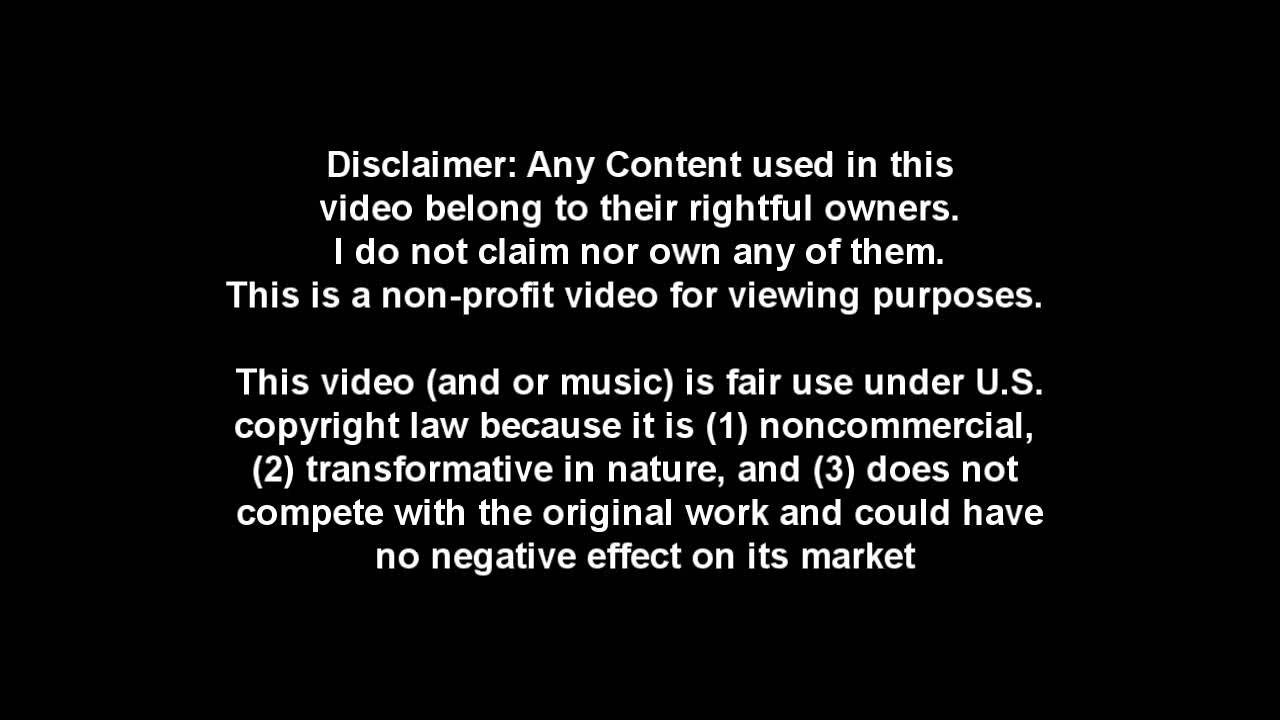 Disclaimer: Any Content used in this
video belong to their rightful owners.
I do not claim nor own any of them.
This is a non-profit video for viewing purposes.
This video (and or music) is fair use under U.S.
copyright law because it is (1) noncommercial,
(2) transformative in nature, and (3) does not
compete with the original work and could have
no negative effect on its market